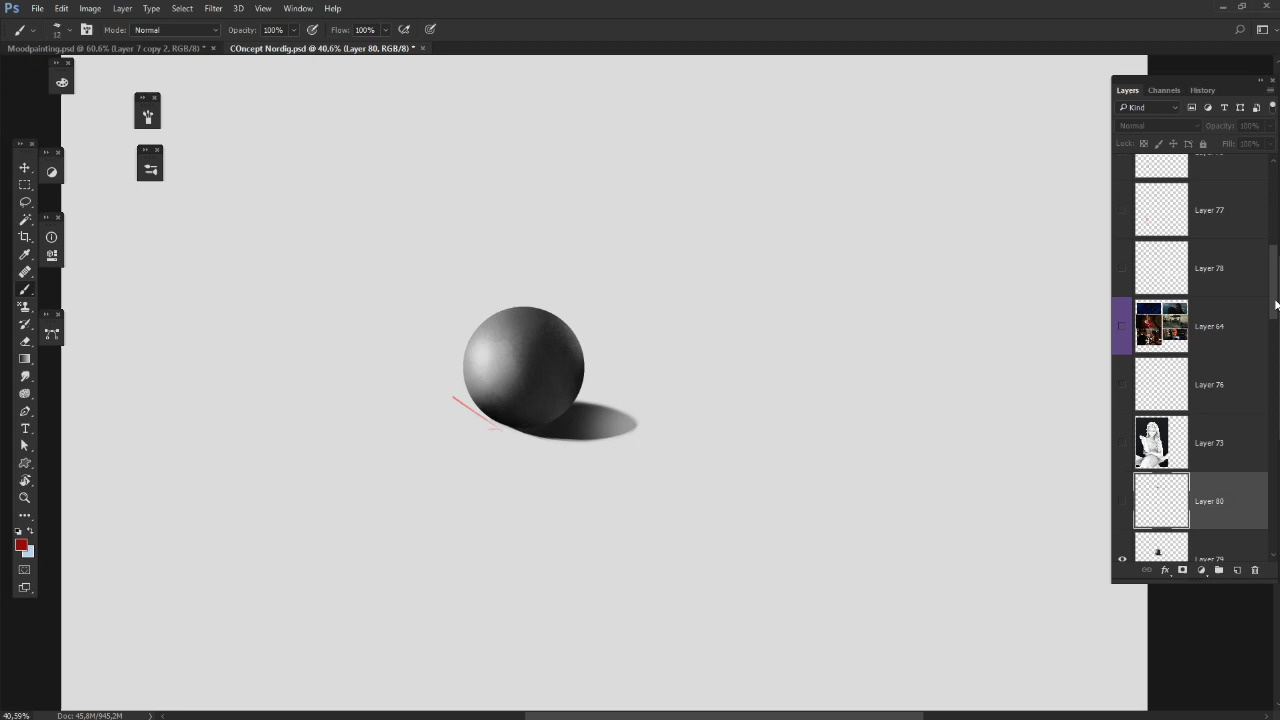 Ps File Edit Image Layer Type Select Filter 3D View Window Help
12 Mode: Normal Opacity: 100% Flow: 100%
Moodpainting.psd @ 60,6% (Layer 7 copy 2, RGB/8) * × COncept Nordig.psd @ 40,6% (Layer 80, RGB/8) * ×
Layers Channels History
Kind
Normal Opacity: 100%
Lock: Fill: 100%
Layer 77
Layer 78
Layer 64
Layer 76
Layer 73
Layer 80
Layer 79
40,59% Doc: 45,8M/945,2M